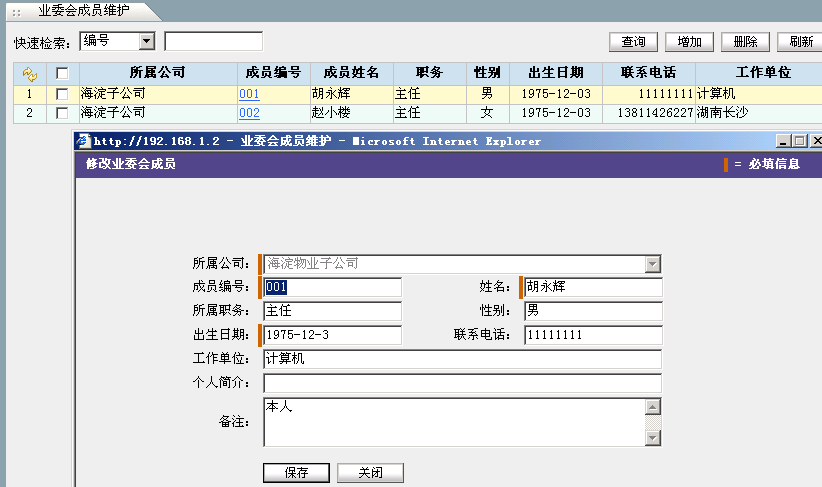 业委会成员维护
快速检索： 编号 查询 增加 删除 刷新
所属公司 成员编号 成员姓名 职务 性别 出生日期 联系电话 工作单位
1 海淀子公司 001 胡永辉 主任 男 1975-12-03 11111111 计算机
2 海淀子公司 002 赵小楼 主任 女 1975-12-03 13811426227 湖南长沙
http://192.168.1.2 - 业委会成员维护 - Microsoft Internet Explorer
修改业委会成员 = 必填信息
所属公司： 海淀物业子公司
成员编号： 001 姓名： 胡永辉
所属职务： 主任 性别： 男
出生日期： 1975-12-3 联系电话： 11111111
工作单位： 计算机
个人简介：
备注： 本人
保存 关闭